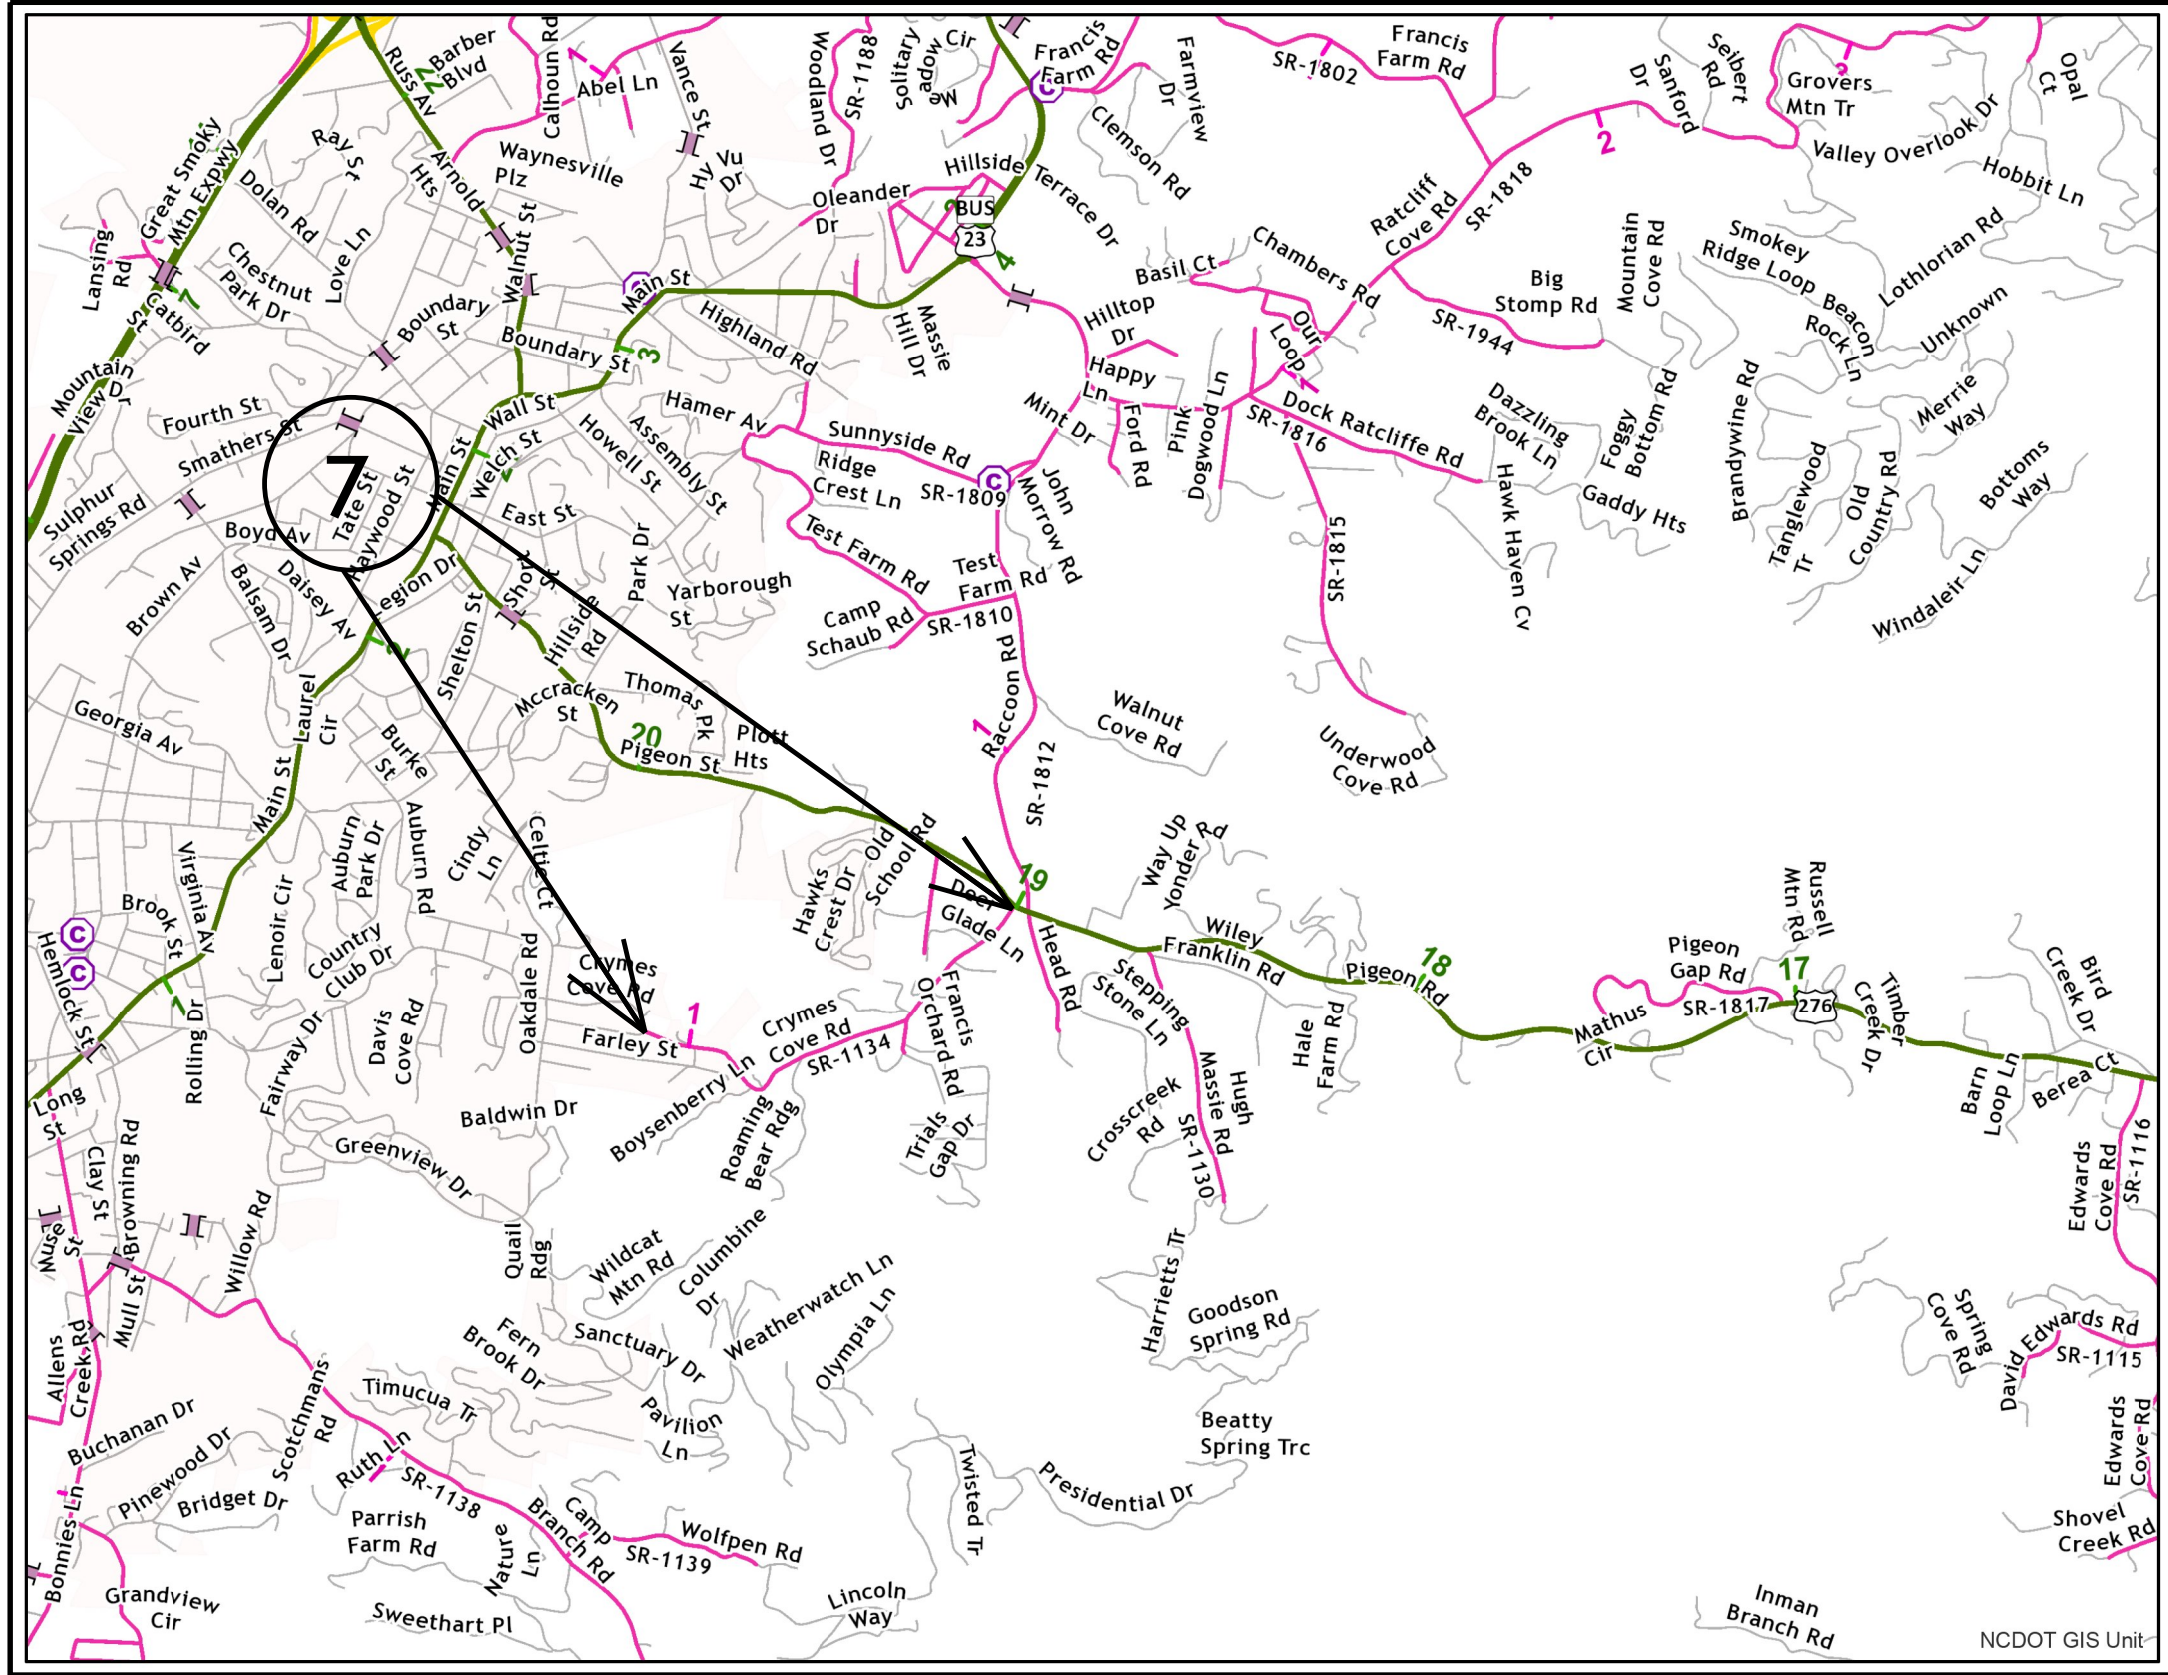 Barber
Blvd
Russ Av
2
Calhoun Rd
1
Abel Ln
Vance St
Woodland Dr
SR-1188
Solitary
Meadow
Cir
Francis
Farm Rd
C
Farmview
Dr
SR-1802
Francis
Farm Rd
Sanford
Dr
Seibert
Rd
3
Grovers
Mtn Tr
Opal
Ct
Great Smoky
Mtn Expwy
Ray St
Arnold
Hts
Waynesville
Plz
Hy Vu
Dr
Hillside
Terrace Dr
Clemson Rd
2
Valley Overlook Dr
Hobbit Ln
Dolan Rd
Oleander
Dr
BUS
23
4
Ratcliff
Cove Rd
SR-1818
Lansing
Rd
Love Ln
Walnut St
Chestnut
Park Dr
7
Catbird
St
Main St
Basil Ct
Chambers Rd
Big
Stomp Rd
Mountain
Cove Rd
Smokey
Ridge Loop
Lothlorian Rd
Boundary
St
Boundary St
3
Highland Rd
Massie
Hill Dr
Hilltop
Dr
Our
Loop
SR-1944
Beacon
Rock Ln
Unknown
Mountain
View Dr
Fourth St
Smathers St
Wall St
Hamer Av
Happy
Ln
1
Dazzling
Brook Ln
Foggy
Bottom Rd
Brandywine Rd
Merrie
Way
Main St
Welch St
Howell St
Assembly St
Sunnyside Rd
Mint Dr
Ford Rd
Pink
Dogwood Ln
SR-1816
Dock Ratcliffe Rd
7
Tate St
Haywood St
Ridge
Crest Ln
SR-1809
C
John
Morrow Rd
Hawk Haven Cv
Gaddy Hts
Tanglewood
Tr
Old
Country Rd
Bottoms
Way
Sulphur
Springs Rd
Boyd Av
East St
Park Dr
Test Farm Rd
Test
Farm Rd
SR-1815
Brown Av
Balsam Dr
Daisey Av
Legion Dr
Short
St
Yarborough
St
Camp
Schaub Rd
SR-1810
Windaleir Ln
2
Shelton St
Hillside
Rd
Raccoon Rd
Georgia Av
Laurel
Cir
Mccracken
St
Thomas Pk
Plott
Hts
1
Walnut
Cove Rd
Underwood
Cove Rd
Burke
St
20
Pigeon St
SR-1812
Main St
Virginia Av
Auburn
Park Dr
Auburn Rd
Cindy
Ln
Celtic Ct
Old
School Rd
Hawks
Crest Dr
Deer
Glade Ln
19
Way Up
Yonder Rd
Brook St
C
C
Hemlock St
Lenoir Cir
Country
Club Dr
Oakdale Rd
Crymes
Cove Rd
Head Rd
Wiley
Franklin Rd
Pigeon Rd
18
Pigeon
Gap Rd
Russell
Mtn Rd
17
SR-1817
276
Timber
Creek Dr
Bird
Creek Dr
1
Rolling Dr
Fairway Dr
Davis
Cove Rd
Farley St
1
Crymes
Cove Rd
SR-1134
Francis
Orchard Rd
Stepping
Stone Ln
Hale
Farm Rd
Mathus
Cir
Barn
Loop Ln
Berea Ct
Long
St
Baldwin Dr
Boysenberry Ln
Roaming
Bear Rdg
Trials
Gap Dr
Crosscreek
Rd
Hugh
Massie Rd
SR-1130
Edwards
Cove Rd
SR-1116
Clay St
Browning Rd
Greenview Dr
Muse
St
Willow Rd
Quail
Rdg
Wildcat
Mtn Rd
Columbine
Dr
Weatherwatch Ln
Harrietts Tr
Goodson
Spring Rd
Spring
Cove Rd
David Edwards Rd
SR-1115
Allens
Creek Rd
Mull St
Fern
Brook Dr
Sanctuary Dr
Olympia Ln
Buchanan Dr
Scotchmans
Rd
Timucua Tr
Pavilion
Ln
Beatty
Spring Trc
Edwards
Cove Rd
Pinewood Dr
Bridget Dr
Ruth Ln
SR-1138
Twisted Tr
Presidential Dr
Shovel
Creek Rd
Bonnies Ln
Parrish
Farm Rd
Nature
Ln
Camp
Branch Rd
SR-1139
Wolfpen Rd
Grandview
Cir
Sweethart Pl
Lincoln
Way
Inman
Branch Rd
NCDOT GIS Unit